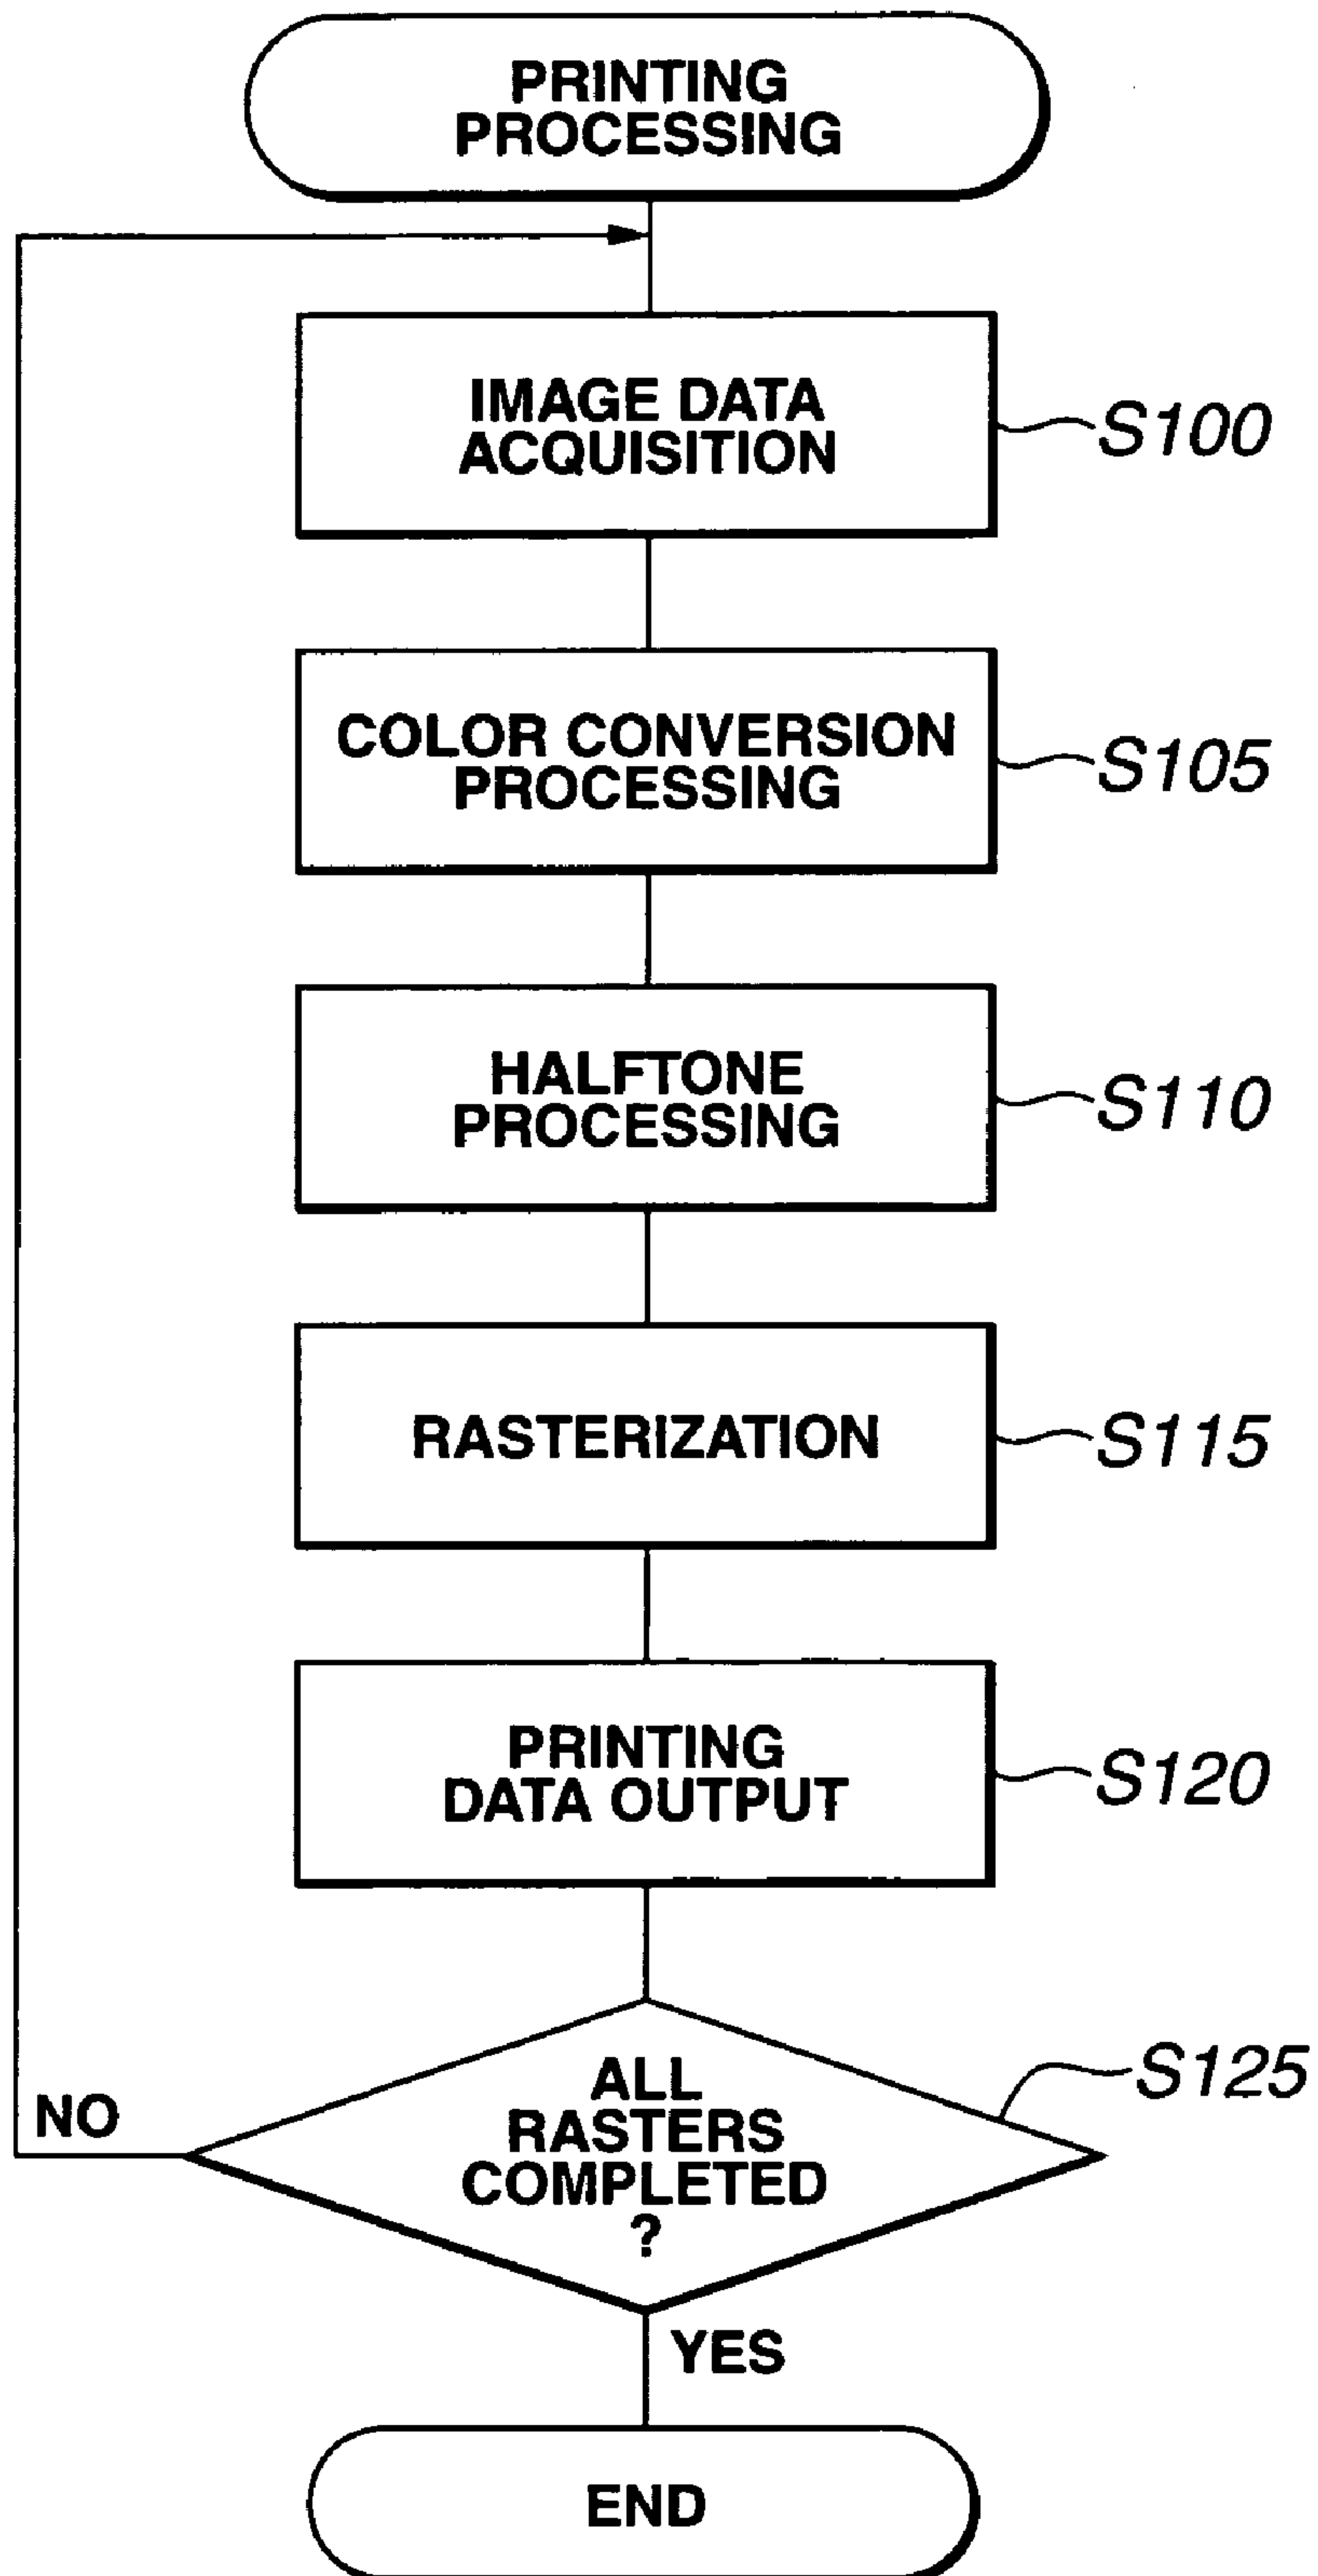 PRINTING
PROCESSING
IMAGE DATA
ACQUISITION
S100
COLOR CONVERSION
PROCESSING
S105
HALFTONE
PROCESSING
S110
RASTERIZATION
S115
PRINTING
DATA OUTPUT
S120
ALL
RASTERS
COMPLETED
?
S125
NO
YES
END